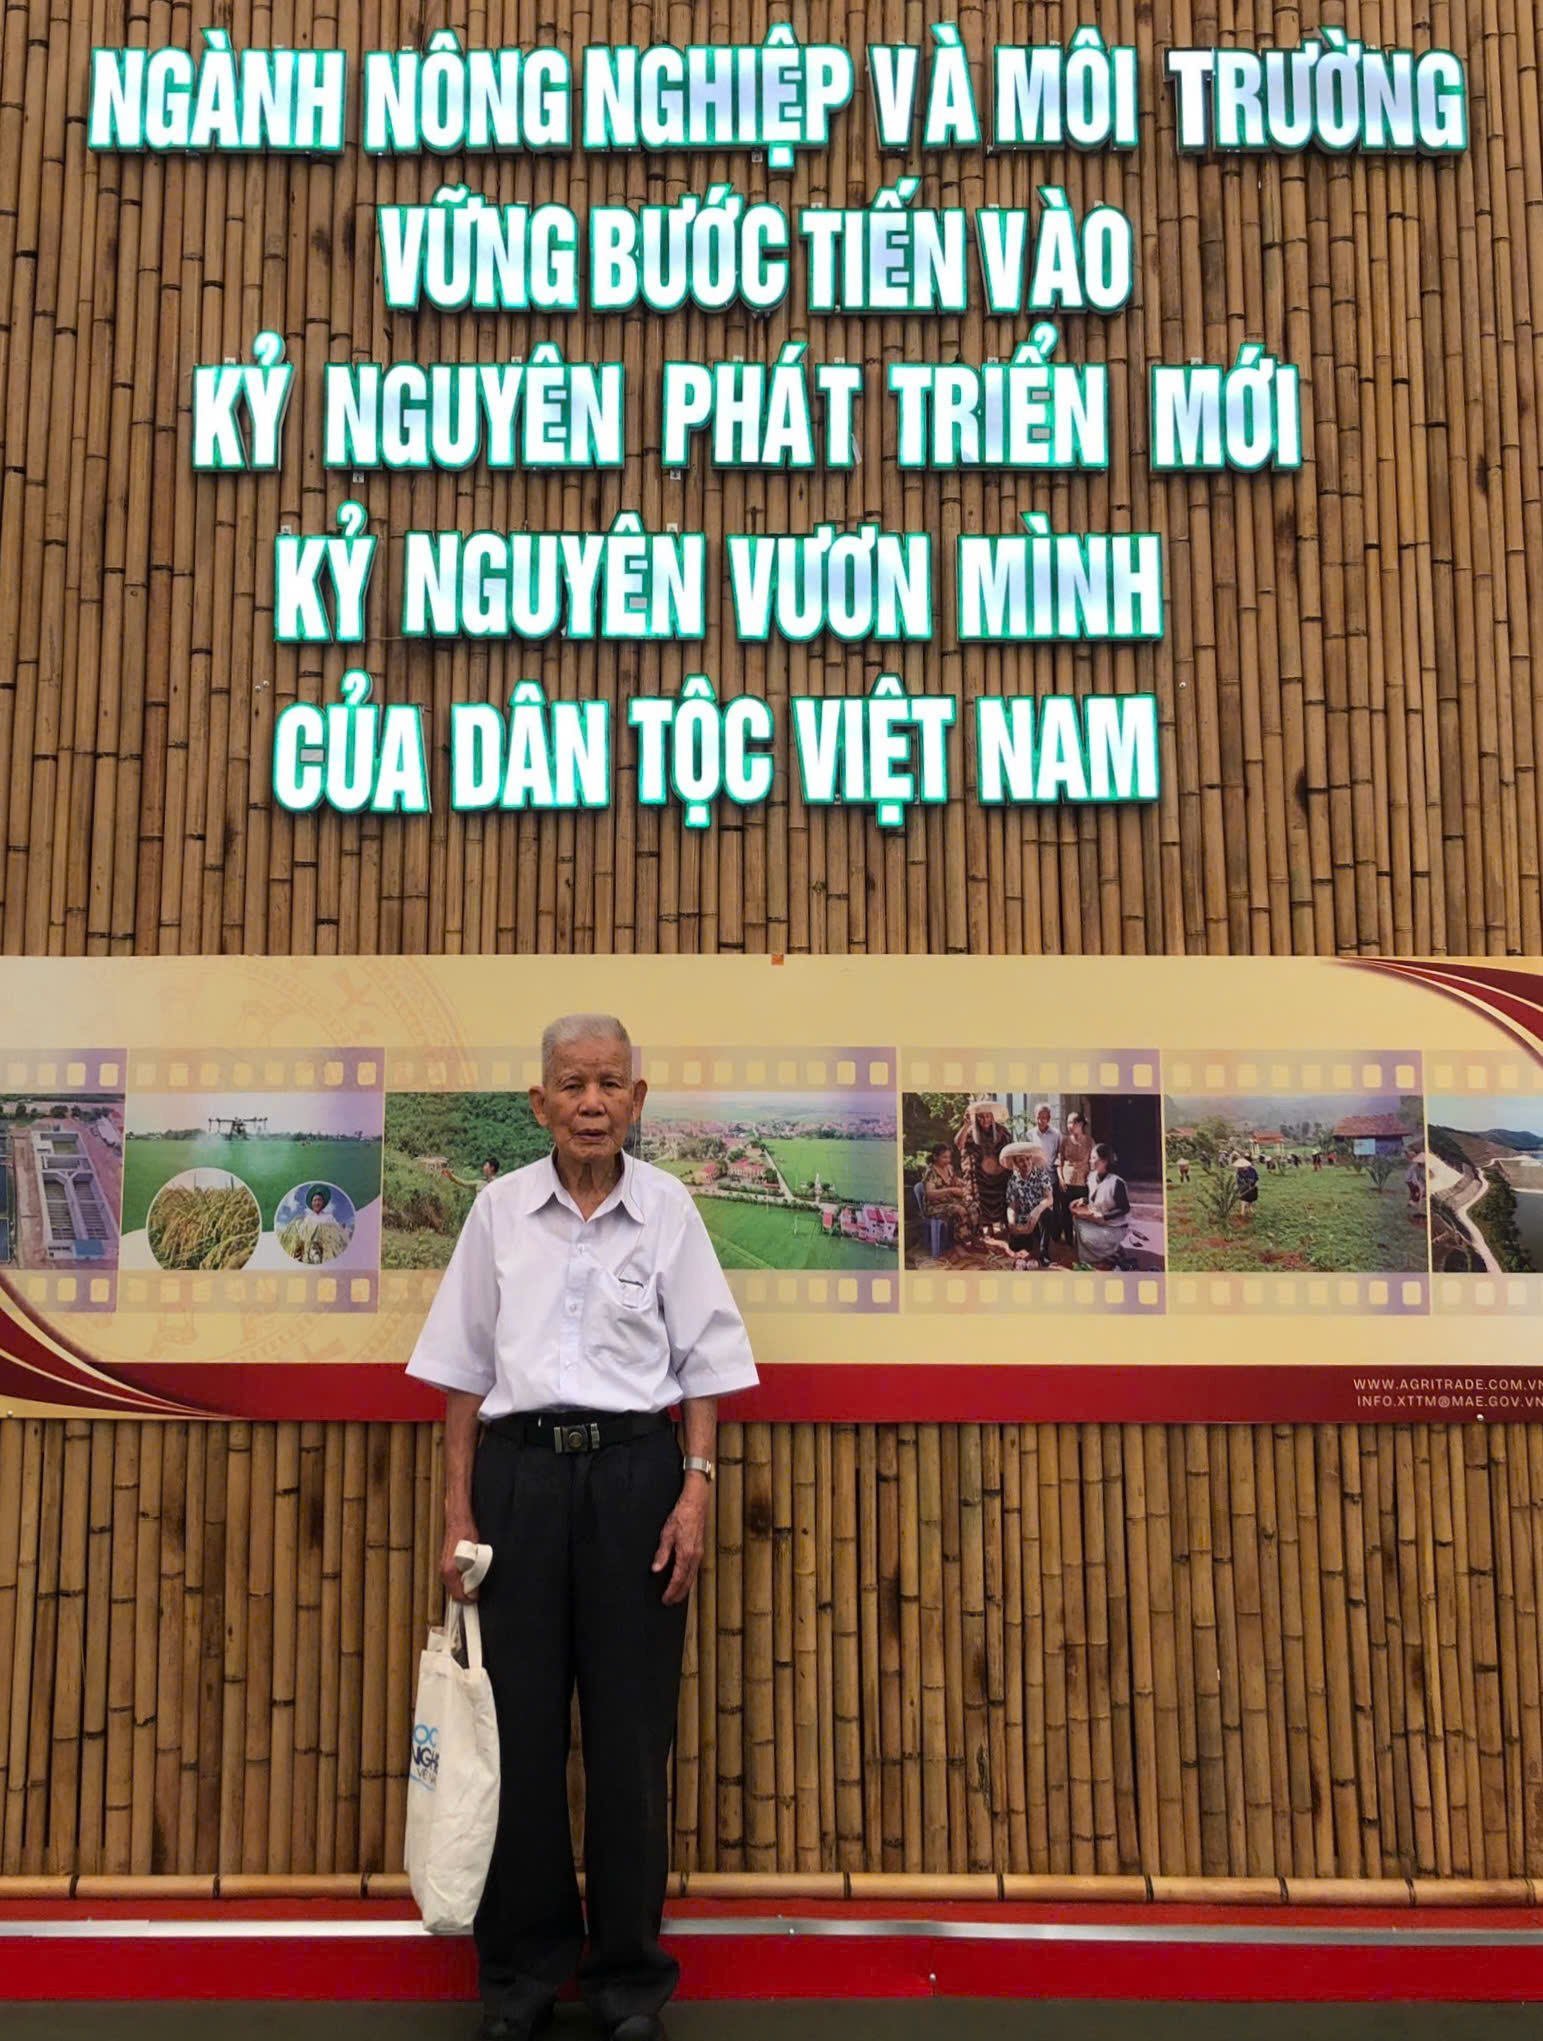 NGÀNH NÔNG NGHIỆP VÀ MÔI TRƯỜNG
VỮNG BƯỚC TIẾN VÀO
KỶ NGUYÊN PHÁT TRIỂN MỚI
KỶ NGUYÊN VƯƠN MÌNH
CỦA DÂN TỘC VIỆT NAM
WWW.AGRITRADE.COM.VN
INFO.XTTM@MAE.GOV.VN